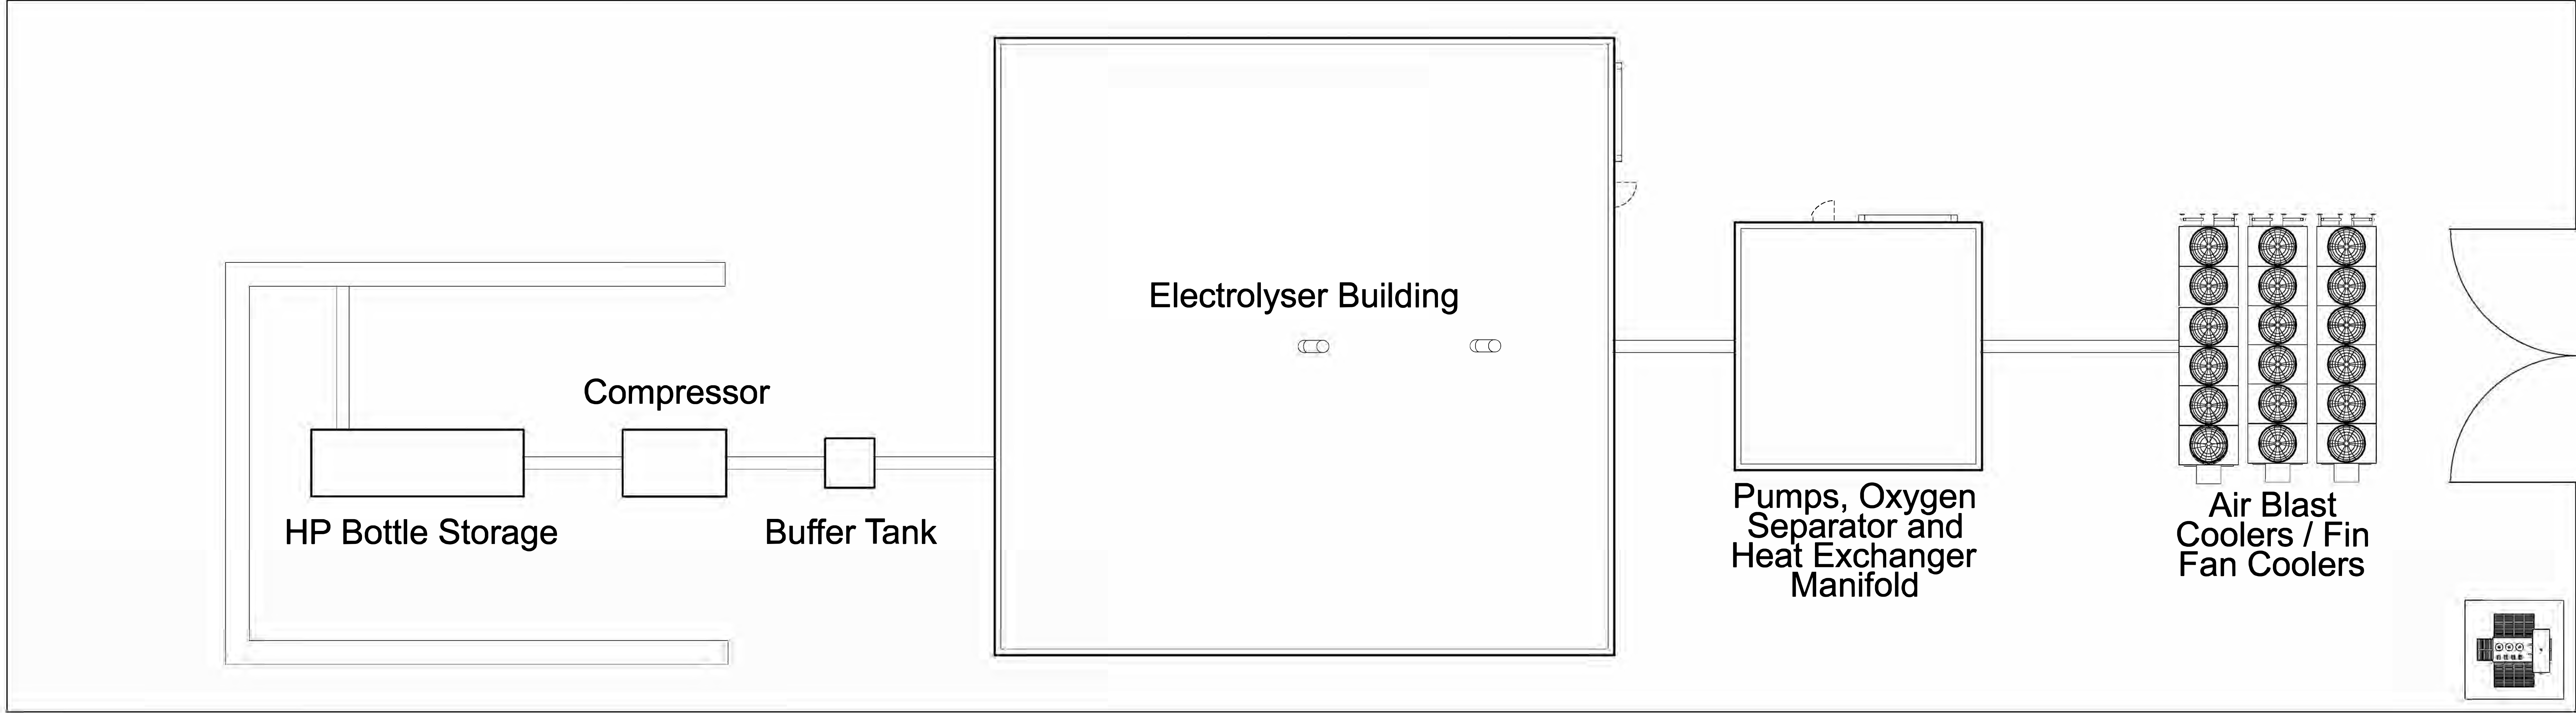 Electrolyser Building
Compressor
HP Bottle Storage
Buffer Tank
Pumps, Oxygen
Separator and
Heat Exchanger
Manifold
Air Blast
Coolers / Fin
Fan Coolers